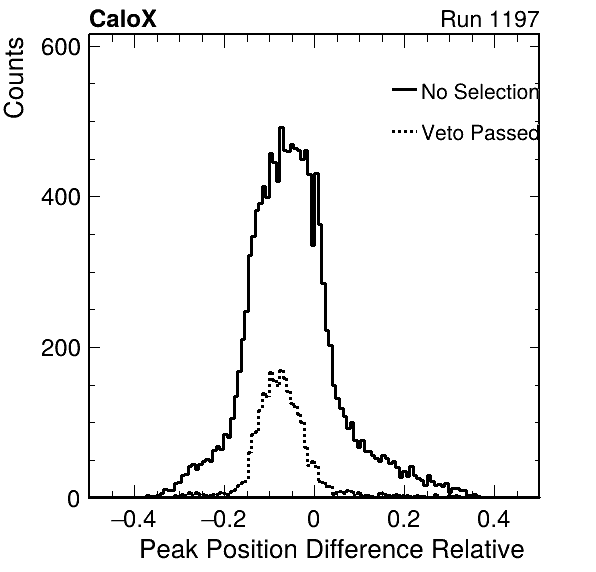 CaloX Run 1197
Counts
600
400
200
0
No Selection
Veto Passed
−0.4 −0.2 0 0.2 0.4
Peak Position Difference Relative